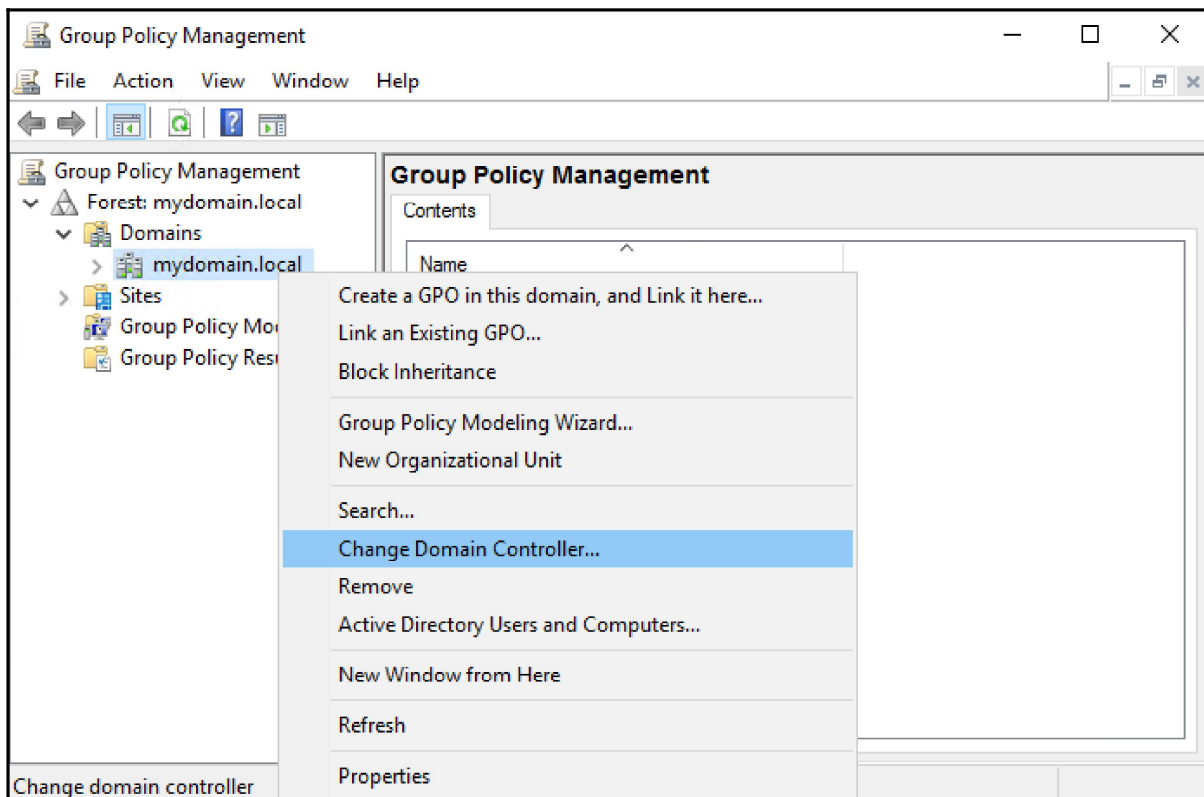 Group Policy Management
File Action View Window Help
Group Policy Management
Forest: mydomain.local
Domains
mydomain.local
Sites
Group Policy Mo
Group Policy Resu
Group Policy Management
Contents
Name
Create a GPO in this domain, and Link it here...
Link an Existing GPO...
Block Inheritance
Group Policy Modeling Wizard...
New Organizational Unit
Search...
Change Domain Controller...
Remove
Active Directory Users and Computers...
New Window from Here
Refresh
Properties
Change domain controller